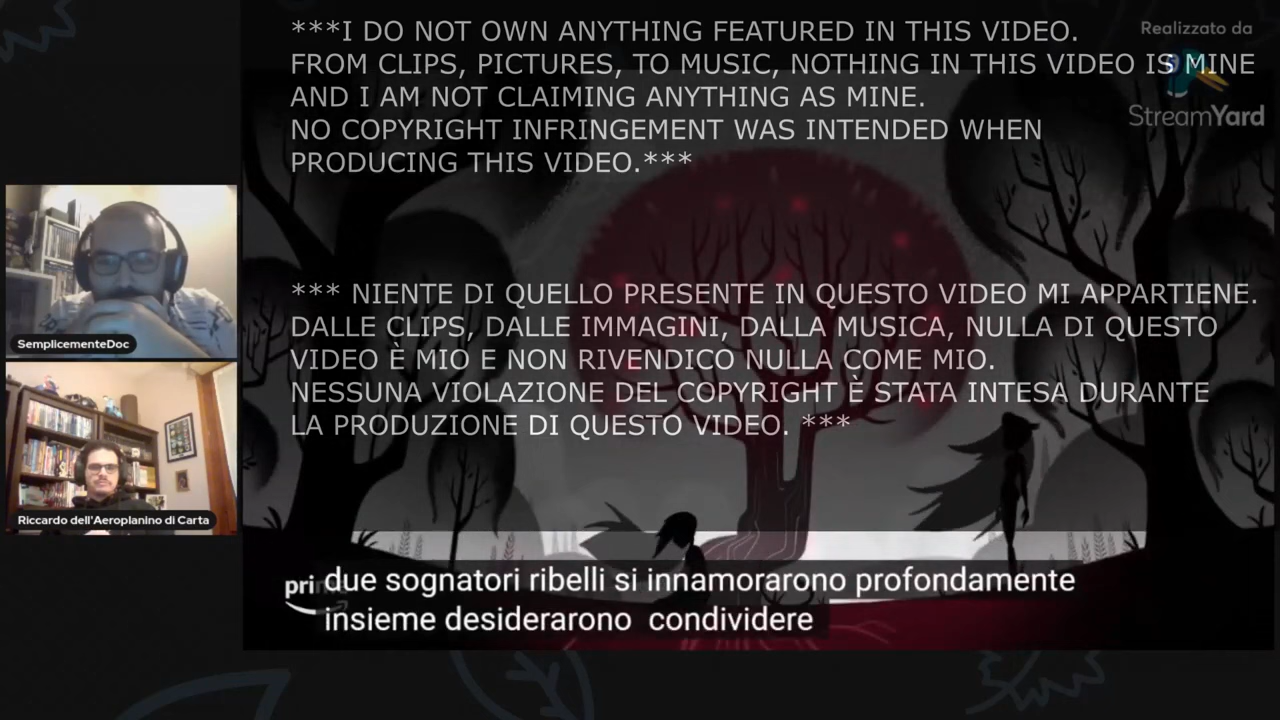 ***I DO NOT OWN ANYTHING FEATURED IN THIS VIDEO.
FROM CLIPS, PICTURES, TO MUSIC, NOTHING IN THIS VIDEO IS MINE
AND I AM NOT CLAIMING ANYTHING AS MINE.
NO COPYRIGHT INFRINGEMENT WAS INTENDED WHEN
PRODUCING THIS VIDEO.***
Realizzato da
StreamYard
*** NIENTE DI QUELLO PRESENTE IN QUESTO VIDEO MI APPARTIENE.
DALLE CLIPS, DALLE IMMAGINI, DALLA MUSICA, NULLA DI QUESTO
VIDEO È MIO E NON RIVENDICO NULLA COME MIO.
NESSUNA VIOLAZIONE DEL COPYRIGHT È STATA INTESA DURANTE
LA PRODUZIONE DI QUESTO VIDEO. ***
SemplicementeDoc
Riccardo dell'Aeroplanino di Carta
prime
due sognatori ribelli si innamorarono profondamente
insieme desiderarono condividere